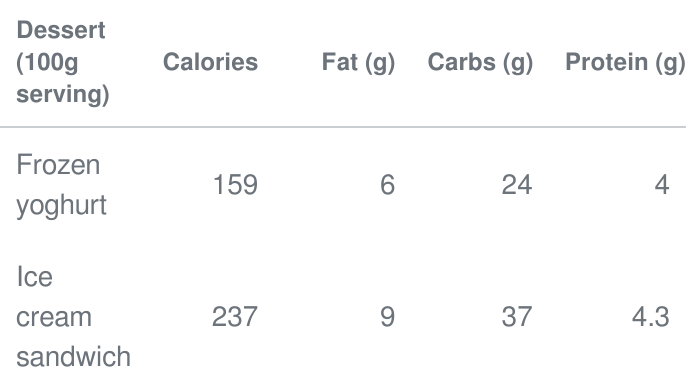 Dessert
(100g
serving)
Calories
Fat (g)
Carbs (g)
Protein (g)
Frozen
yoghurt
159
6
24
4
Ice
cream
sandwich
237
9
37
4.3